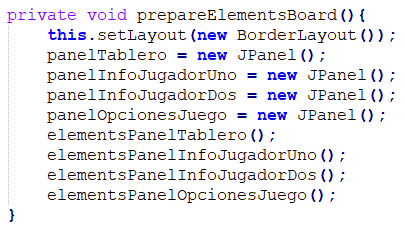 private void prepareElementsBoard(){
    this.setLayout(new BorderLayout());
    panelTablero = new JPanel();
    panelInfoJugadorUno = new JPanel();
    panelInfoJugadorDos = new JPanel();
    panelOpcionesJuego = new JPanel();
    elementsPanelTablero();
    elementsPanelInfoJugadorUno();
    elementsPanelInfoJugadorDos();
    elementsPanelOpcionesJuego();
}